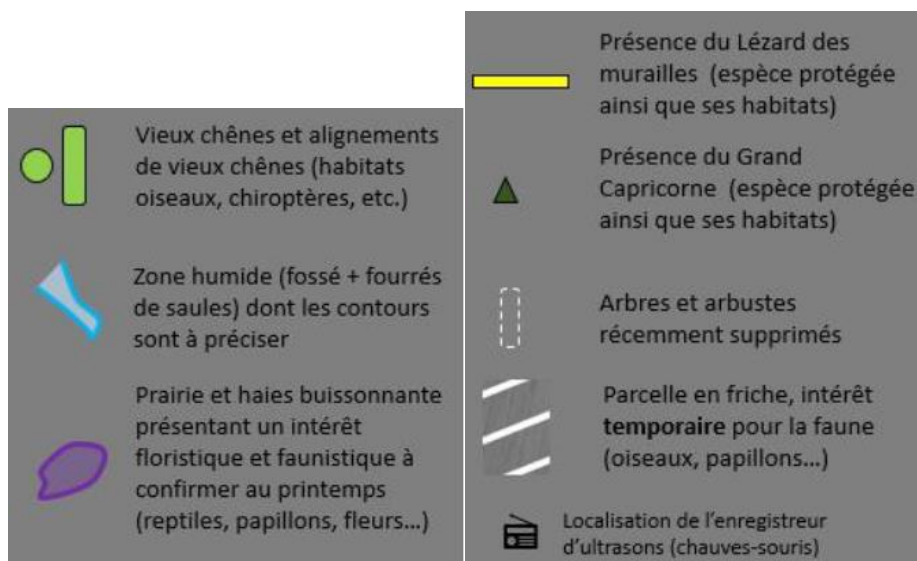 Vieux chênes et alignements
de vieux chênes (habitats
oiseaux, chiroptères, etc.)
Zone humide (fossé + fourrés
de saules) dont les contours
sont à préciser
Prairie et haies buissonnante
présentant un intérêt
floristique et faunistique à
confirmer au printemps
(reptiles, papillons, fleurs...)
Présence du Lézard des
murailles (espèce protégée
ainsi que ses habitats)
Présence du Grand
Capricorne (espèce protégée
ainsi que ses habitats)
Arbres et arbustes
récemment supprimés
Parcelle en friche, intérêt
temporaire pour la faune
(oiseaux, papillons...)
Localisation de l'enregistreur
d'ultrasons (chauves-souris)